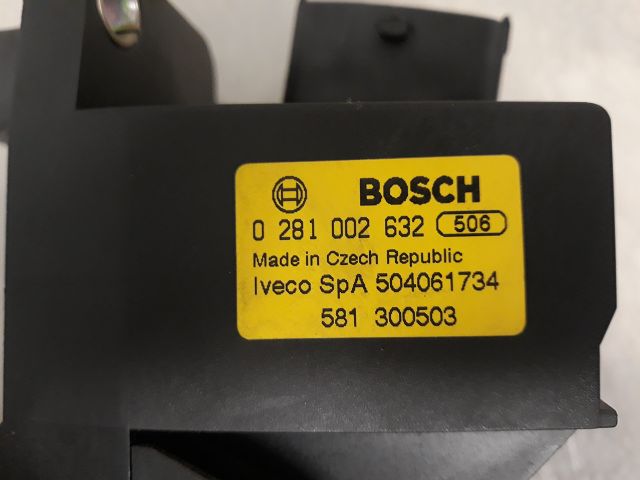 BOSCH
0 281 002 632 506
Made in Czech Republic
Iveco SpA 504061734
581 300503